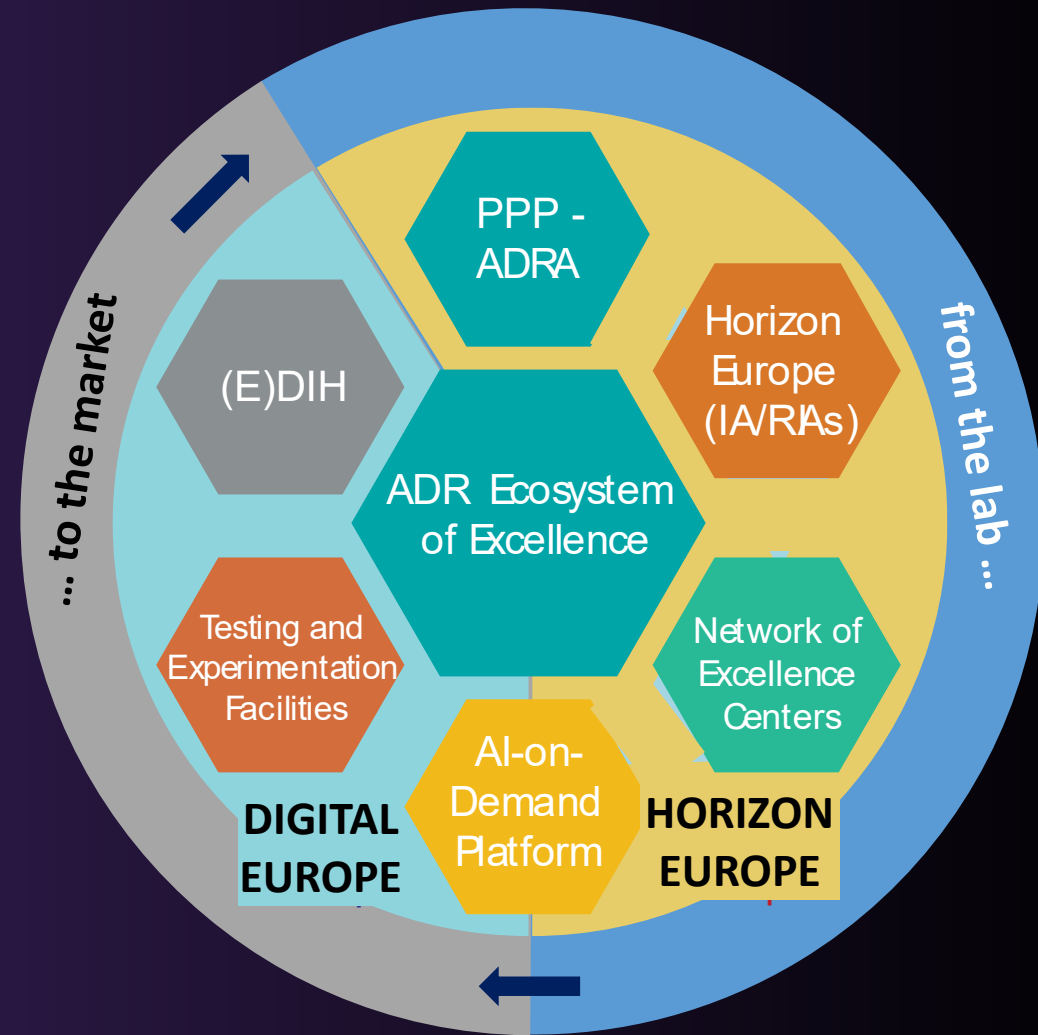 PPP -
ADRA
Horizon
Europe
(IA/RIAs)
from the lab ...
Network of
Excellence
Centers
HORIZON
EUROPE
AI-on-
Demand
Platform
DIGITAL
EUROPE
Testing and
Experimentation
Facilities
(E)DIH
... to the market
ADR Ecosystem
of Excellence